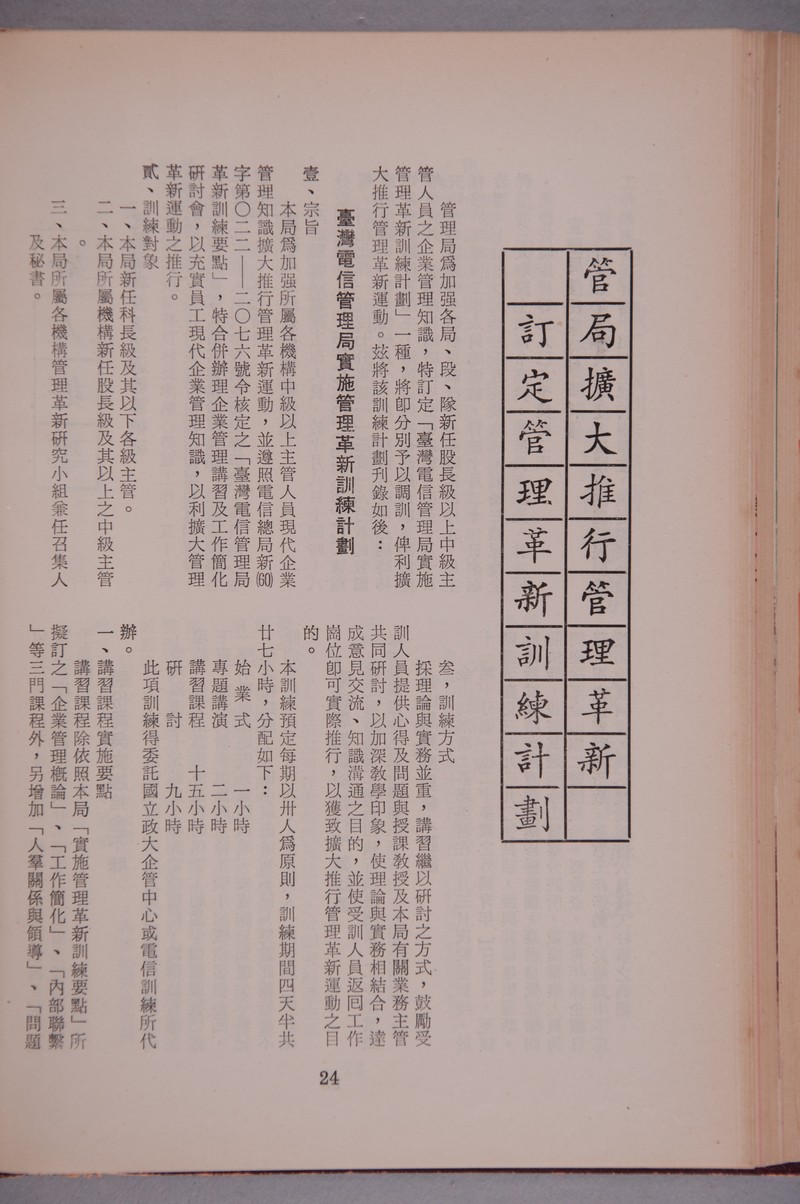 管局擴大推行管理革新
訂定管理革新訓練計劃
管理局為加强各局、段、隊新任股長級以上中級主
管人員之企業管理知識，特訂定「臺灣電信管理局實施
管理革新訓練計劃」一種，將卽分別予以調訓，俾利擴
大推行管理革新運動。玆將該訓練計劃刋錄如後：
臺灣電信管理局實施管理革新訓練計劃
壹、宗旨
本局爲加强所屬各機構中級以上主管人員現代企業
管理知識擴大推行管理革新運動，並遵照電信總局新(60)
字第〇二二——二〇七六號令核定之「臺灣電信管理局
革新訓練要點」，特合併辦理企業管理講習及工作簡化
研討會，以充實員工現代企業管理知識，以利擴大管理
革新運動之推行。
貳、訓練對象
一、本局新任科長級及其以下各級主管。
二、本局所屬機構新任股長級及其以上之中級主管
。
三、本局所屬各機構管理革新研究小組兼任召集人
及秘書。
叁，訓練方式
採理論與實務並重，講習繼以研討之方式，鼓勵受
訓人員提供心得及問題與授課敎授及本局有關業務主管
共同研討，以加深敎學印象，使理論與實務相結合，達
成意見交流、知識溝通之目的，並使受訓人員返囘工作
崗位卽可實際推行，以獲致擴大推行管理革新運動之目
的。
本訓練預定每期以卅人爲原則，訓練期間四天半共
廿七小時，分配如下：
始業式　一小時
專題講演　二小時
講習課程　十五小時
研討　九小時
此項訓練得委託國立政大企管中心或電信訓練所代
辦。
一、講習課程實施要點
講習課程除依照本局「實施管理革新訓練要點」所
擬訂之「企業管理槪論」、「工作簡化」、「內部聯繫
」等三門課程外，另增加「人羣關係與領導」、「問題
24